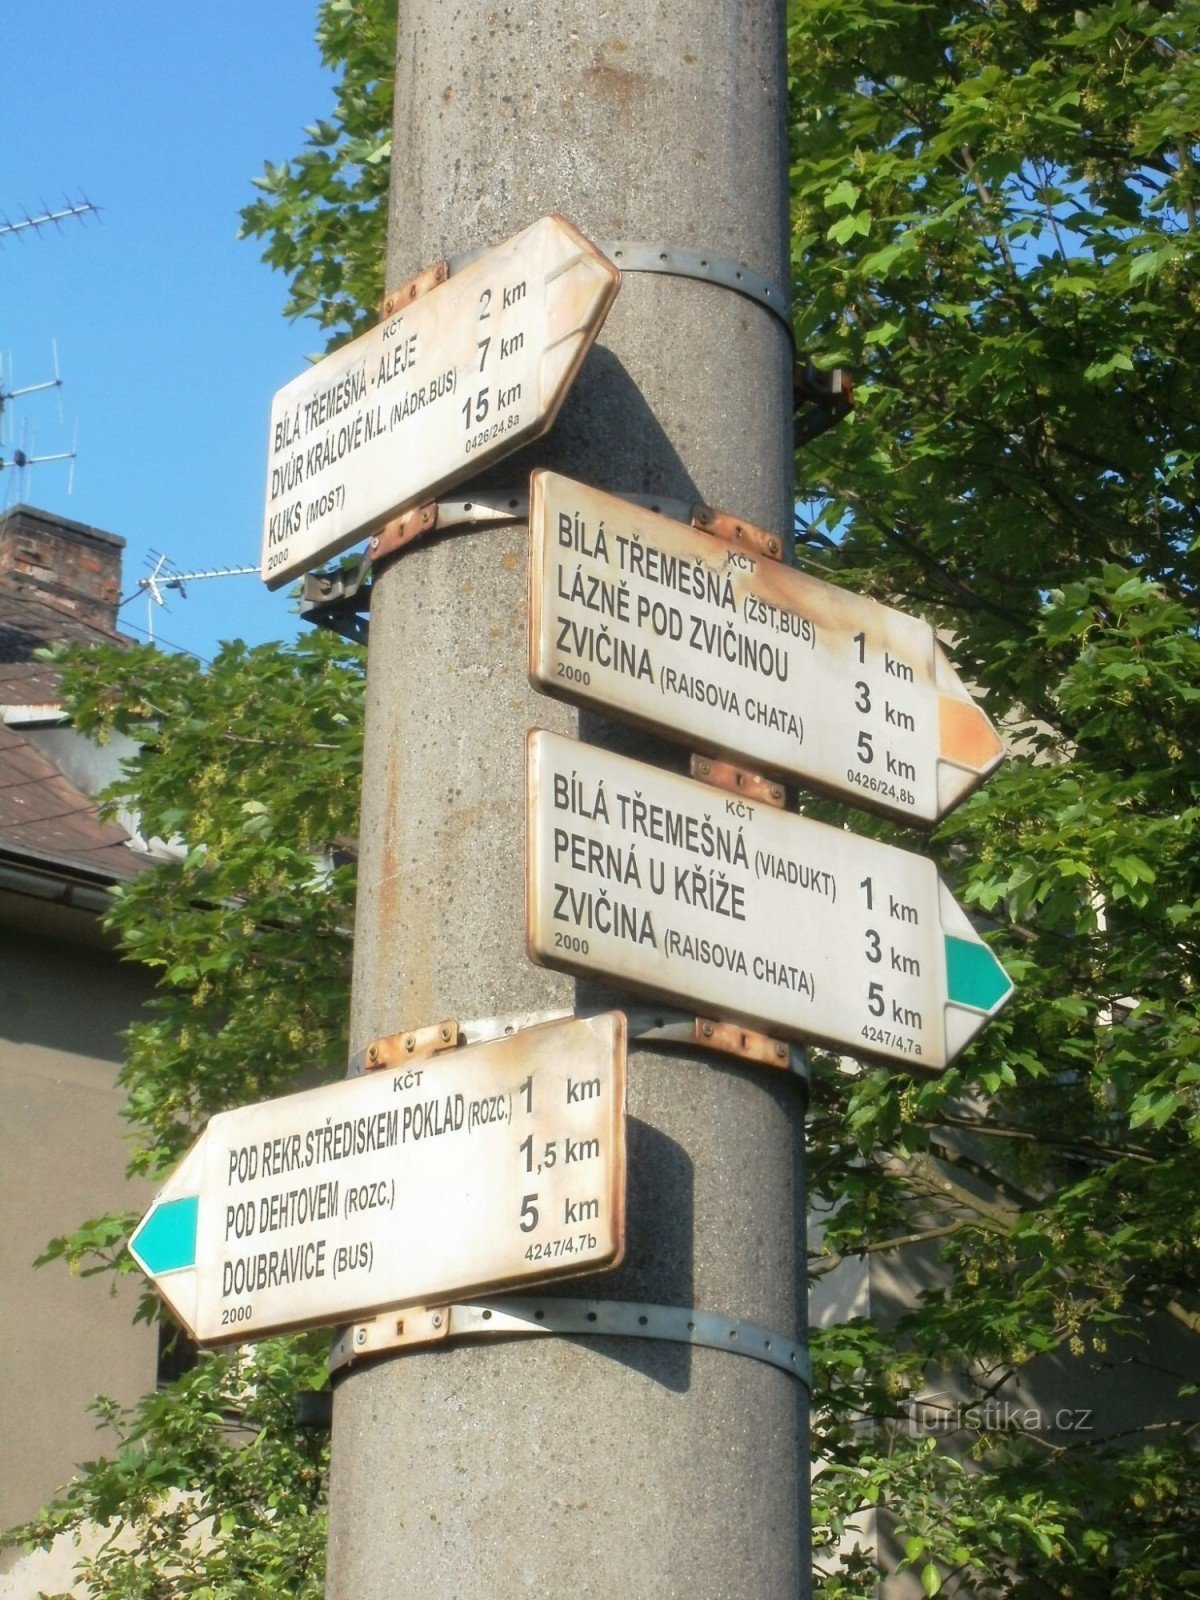 KČT
BÍLÁ TŘEMEŠNÁ - ALEJE 2 km
DVŮR KRÁLOVÉ N.L. (NÁDR.BUS) 7 km
KUKS (MOST) 15 km
2000 0426/24,8a
KČT
BÍLÁ TŘEMEŠNÁ (ŽST,BUS) 1 km
LÁZNĚ POD ZVIČINOU 3 km
ZVIČINA (RAISOVA CHATA) 5 km
2000 0426/24,8b
KČT
BÍLÁ TŘEMEŠNÁ (VIADUKT) 1 km
PERNÁ U KŘÍŽE 3 km
ZVIČINA (RAISOVA CHATA) 5 km
2000 4247/4,7a
KČT
POD REKR.STŘEDISKEM POKLAD (ROZC.) 1 km
POD DEHTOVEM (ROZC.) 1,5 km
DOUBRAVICE (BUS) 5 km
2000 4247/4,7b
Turistika.cz